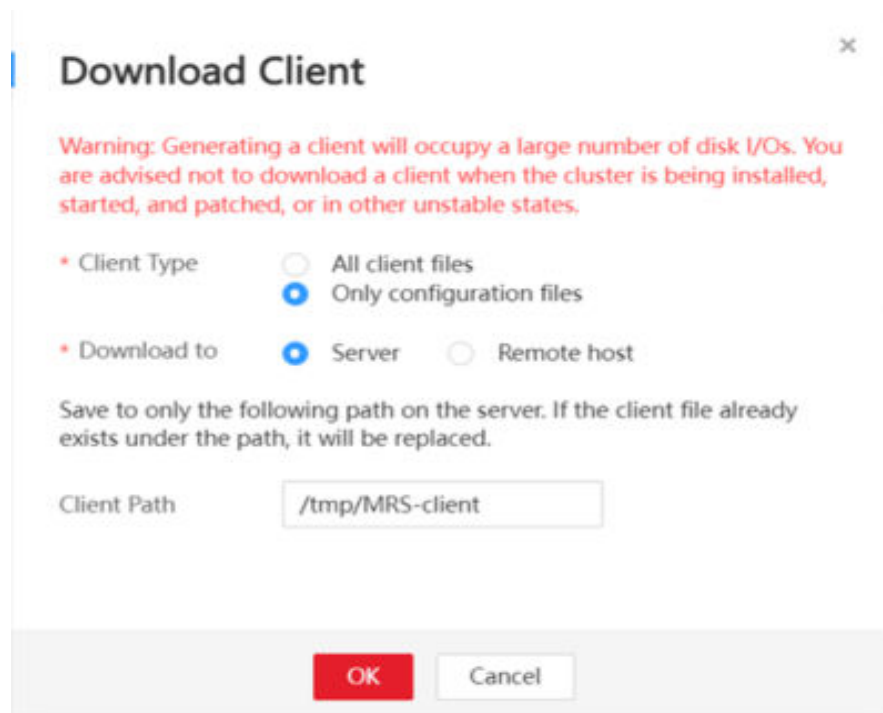 Download Client
Warning: Generating a client will occupy a large number of disk I/Os. You
are advised not to download a client when the cluster is being installed,
started, and patched, or in other unstable states.
* Client Type
All client files
Only configuration files
* Download to
Server
Remote host
Save to only the following path on the server. If the client file already
exists under the path, it will be replaced.
Client Path
/tmp/MRS-client
OK
Cancel